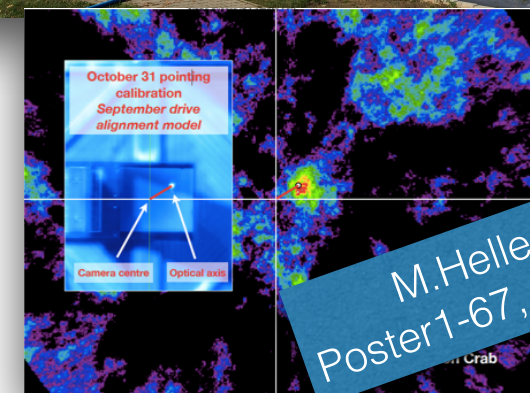 October 31 pointing
calibration
September drive
alignment model
Camera centre
Optical axis
M.Helle
Poster1-67,
Crab